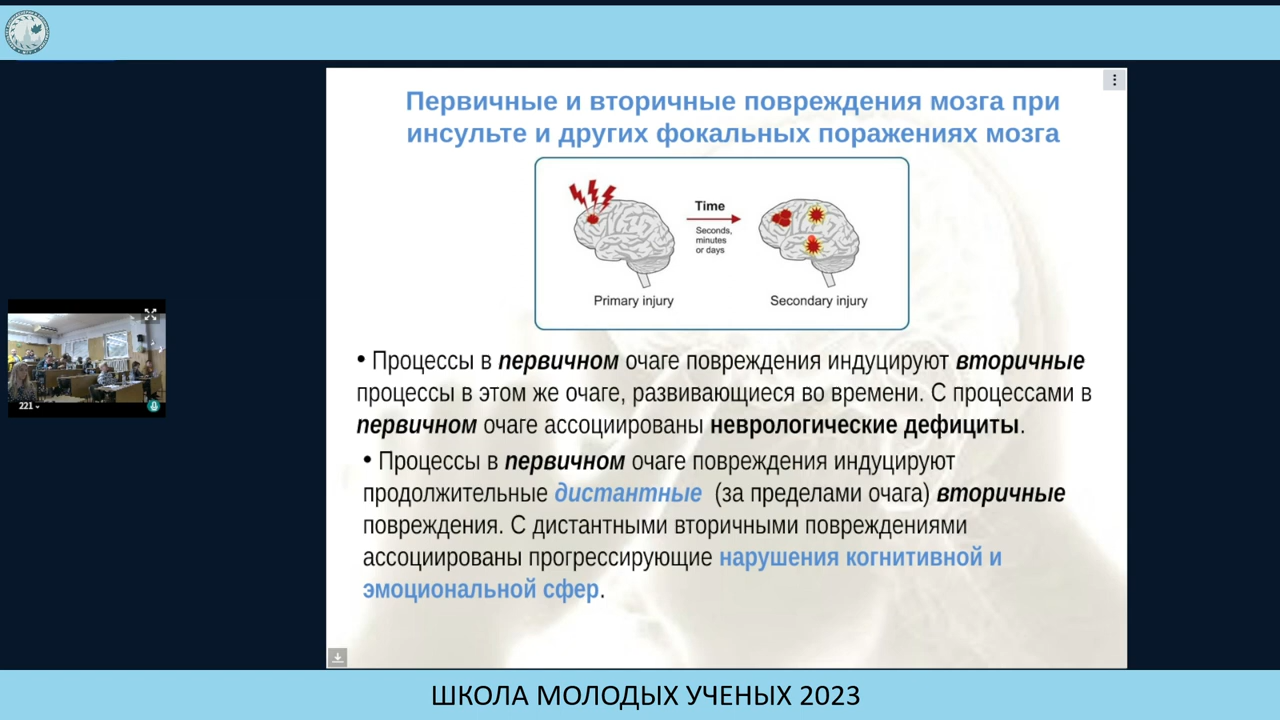 Первичные и вторичные повреждения мозга при
инсульте и других фокальных поражениях мозга
Time
Seconds,
minutes
or days
Primary injury
Secondary injury
• Процессы в первичном очаге повреждения индуцируют вторичные
процессы в этом же очаге, развивающиеся во времени. С процессами в
первичном очаге ассоциированы неврологические дефициты.
• Процессы в первичном очаге повреждения индуцируют
продолжительные дистантные (за пределами очага) вторичные
повреждения. С дистантными вторичными повреждениями
ассоциированы прогрессирующие нарушения когнитивной и
эмоциональной сфер.
221
ШКОЛА МОЛОДЫХ УЧЕНЫХ 2023